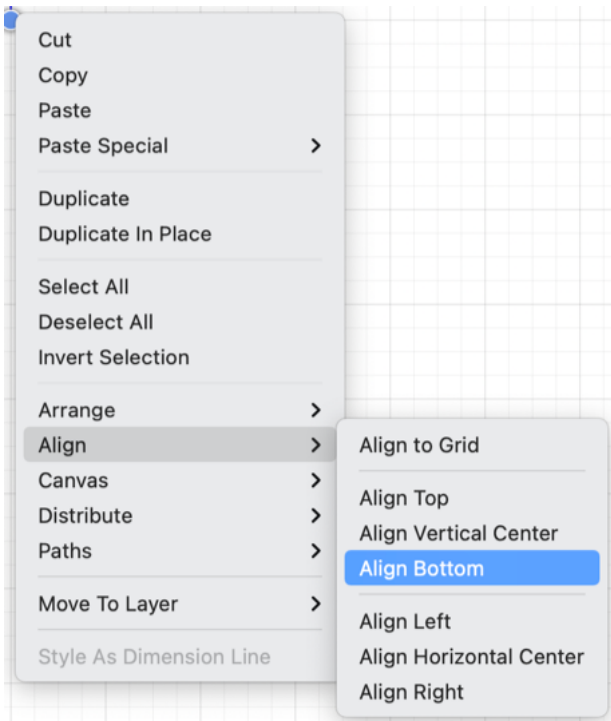 Cut
Copy
Paste
Paste Special
Duplicate
Duplicate In Place
Select All
Deselect All
Invert Selection
Arrange
Align
Canvas
Distribute
Paths
Move To Layer
Style As Dimension Line
Align to Grid
Align Top
Align Vertical Center
Align Bottom
Align Left
Align Horizontal Center
Align Right